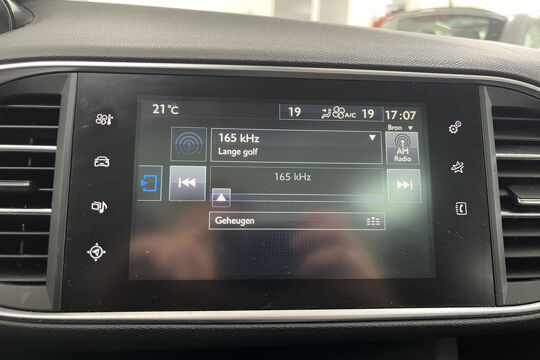 21 °C
19 A/C 19 17:07
Bron
165 kHz
Lange golf
AM
Radio
165 kHz
Geheugen